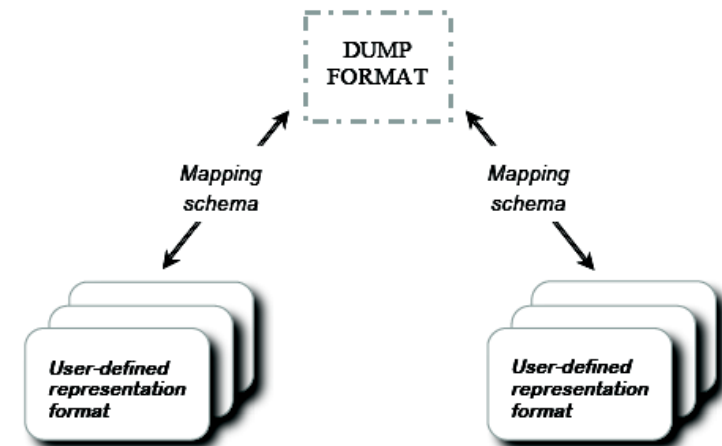 DUMP
FORMAT
Mapping
schema
Mapping
schema
User-defined
representation
format
User-defined
representation
format